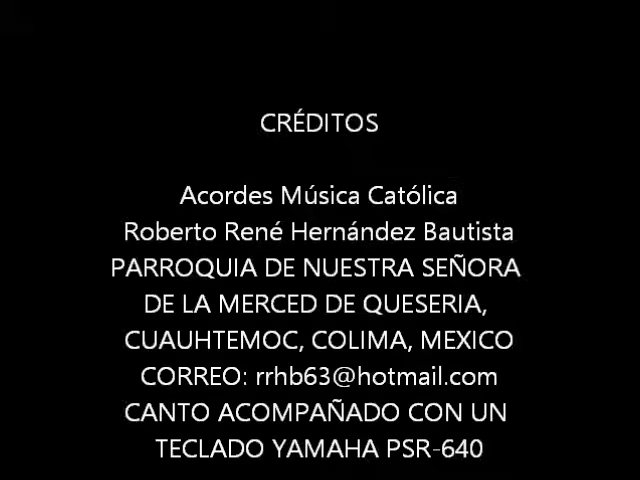 CRÉDITOS
Acordes Música Católica
Roberto René Hernández Bautista
PARROQUIA DE NUESTRA SEÑORA
DE LA MERCED DE QUESERIA,
CUAUHTEMOC, COLIMA, MEXICO
CORREO: rrhb63@hotmail.com
CANTO ACOMPAÑADO CON UN
TECLADO YAMAHA PSR-640